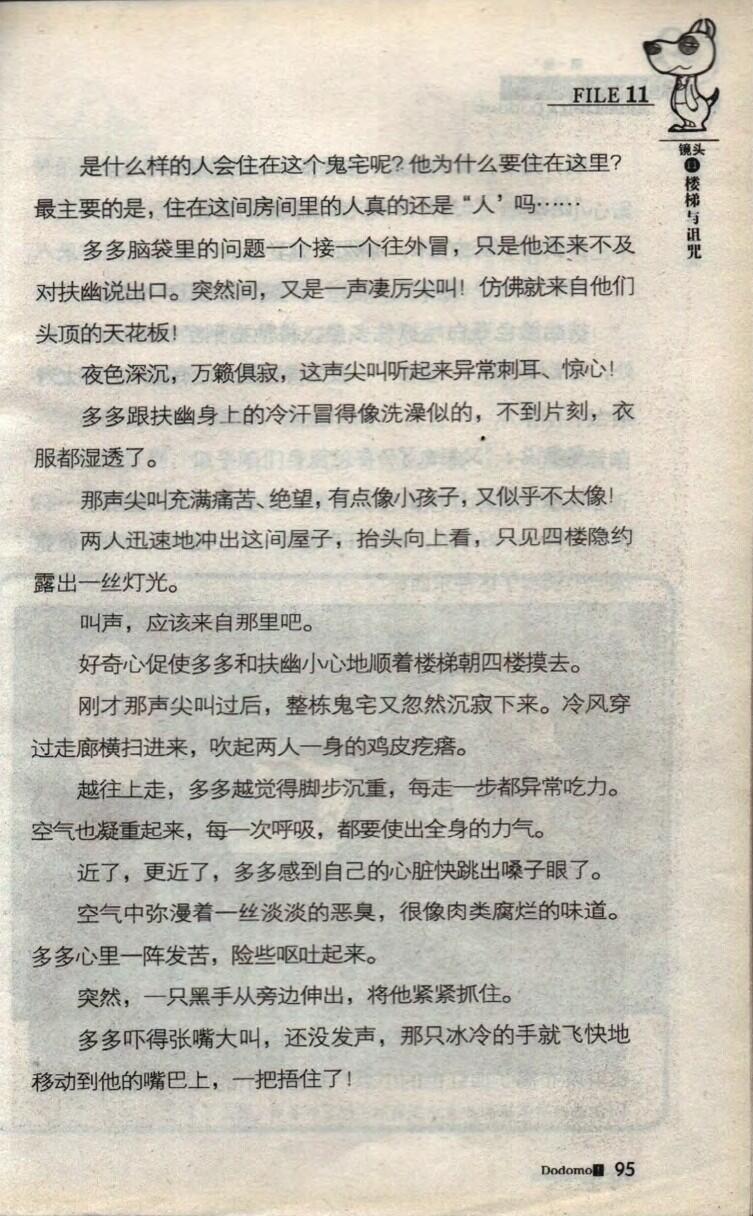 FILE 11
镜头
11
楼梯与诅咒
是什么样的人会住在这个鬼宅呢？他为什么要住在这里？
最主要的是，住在这间房间里的人真的还是“人’吗……
多多脑袋里的问题一个接一个往外冒，只是他还来不及
对扶幽说出口。突然间，又是一声凄厉尖叫！仿佛就来自他们
头顶的天花板！
夜色深沉，万籁俱寂，这声尖叫听起来异常刺耳、惊心！
多多跟扶幽身上的冷汗冒得像洗澡似的，不到片刻，衣
服都湿透了。
那声尖叫充满痛苦、绝望，有点像小孩子，又似乎不太像！
两人迅速地冲出这间屋子，抬头向上看，只见四楼隐约
露出一丝灯光。
叫声，应该来自那里吧。
好奇心促使多多和扶幽小心地顺着楼梯朝四楼摸去。
刚才那声尖叫过后，整栋鬼宅又忽然沉寂下来。冷风穿
过走廊横扫进来，吹起两人一身的鸡皮疙瘩。
越往上走，多多越觉得脚步沉重，每走一步都异常吃力。
空气也凝重起来，每一次呼吸，都要使出全身的力气。
近了，更近了，多多感到自己的心脏快跳出嗓子眼了。
空气中弥漫着一丝淡淡的恶臭，很像肉类腐烂的味道。
多多心里一阵发苦，险些呕吐起来。
突然，一只黑手从旁边伸出，将他紧紧抓住。
多多吓得张嘴大叫，还没发声，那只冰冷的手就飞快地
移动到他的嘴巴上，一把捂住了！
Dodomo! 95